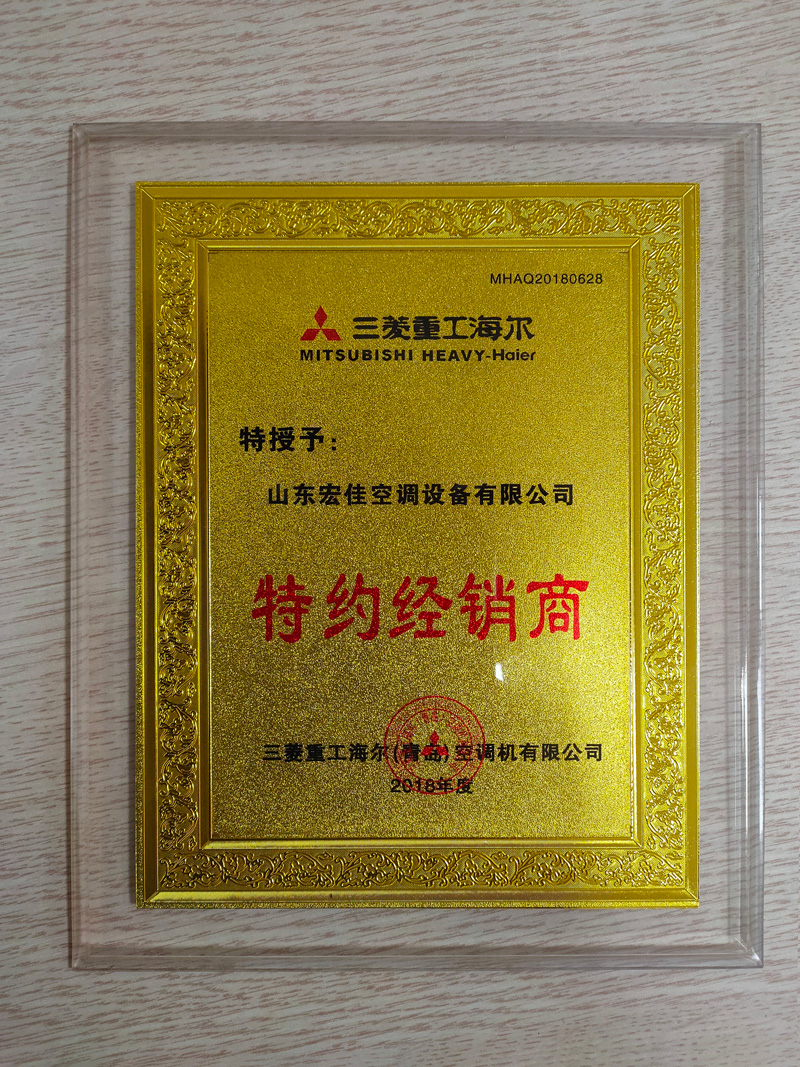 MHAQ20180628
三菱重工海尔
MITSUBISHI HEAVY-Haier
特授予：
山东宏佳空调设备有限公司
特约经销商
三菱重工海尔(青岛)空调机有限公司
2018年度